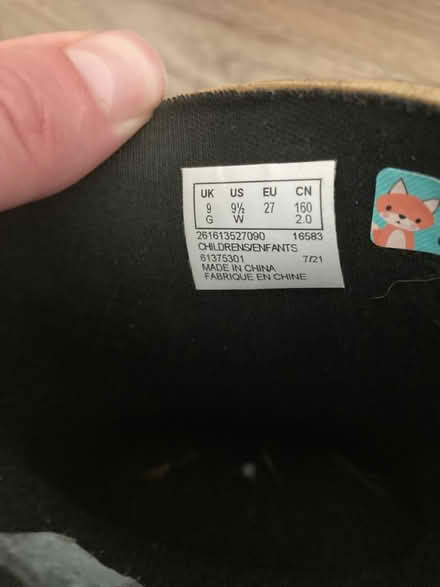 UK US EU CN
9 9½ 27 160
G W 2.0
261613527090 16583
CHILDRENS/ENFANTS
61375301 7/21
MADE IN CHINA
FABRIQUE EN CHINE